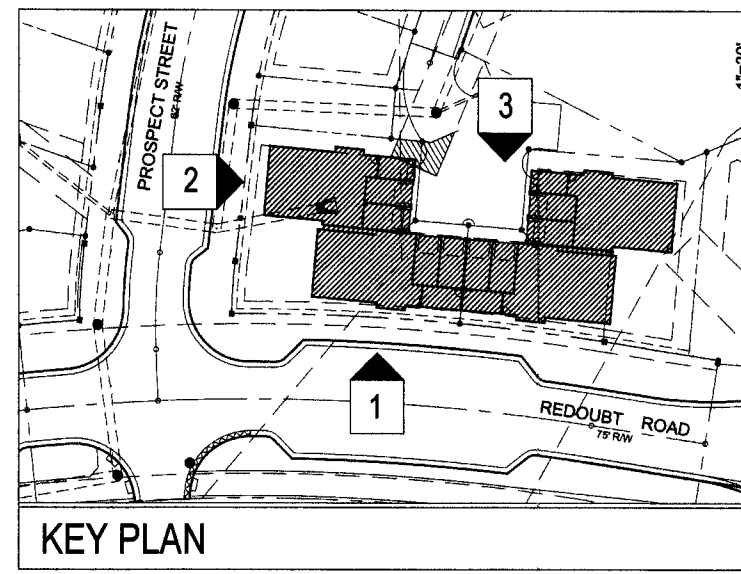 PROSPECT STREET
3
2
1
REDOUBT ROAD
75' R/W
KEY PLAN